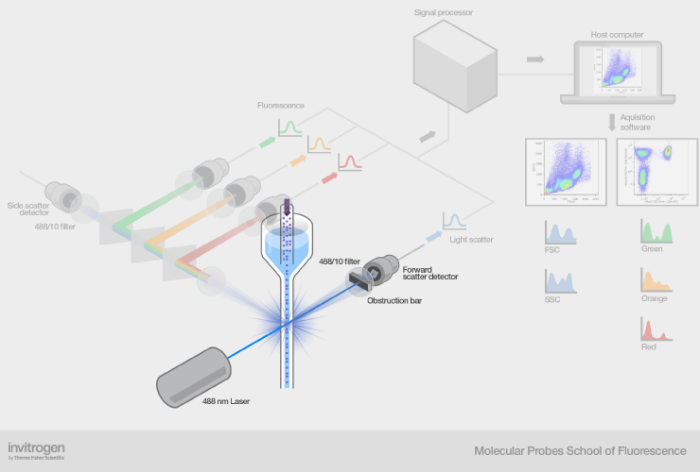 Signal processor
Host computer
Fluorescence
Aquisition
software
Side scatter
detector
488/10 filter
488/10 filter
Forward
scatter detector
Light scatter
Obstruction bar
FSC
Green
SSC
Orange
Red
488 nm Laser
invitrogen
by Thermo Fisher Scientific
Molecular Probes School of Fluorescence